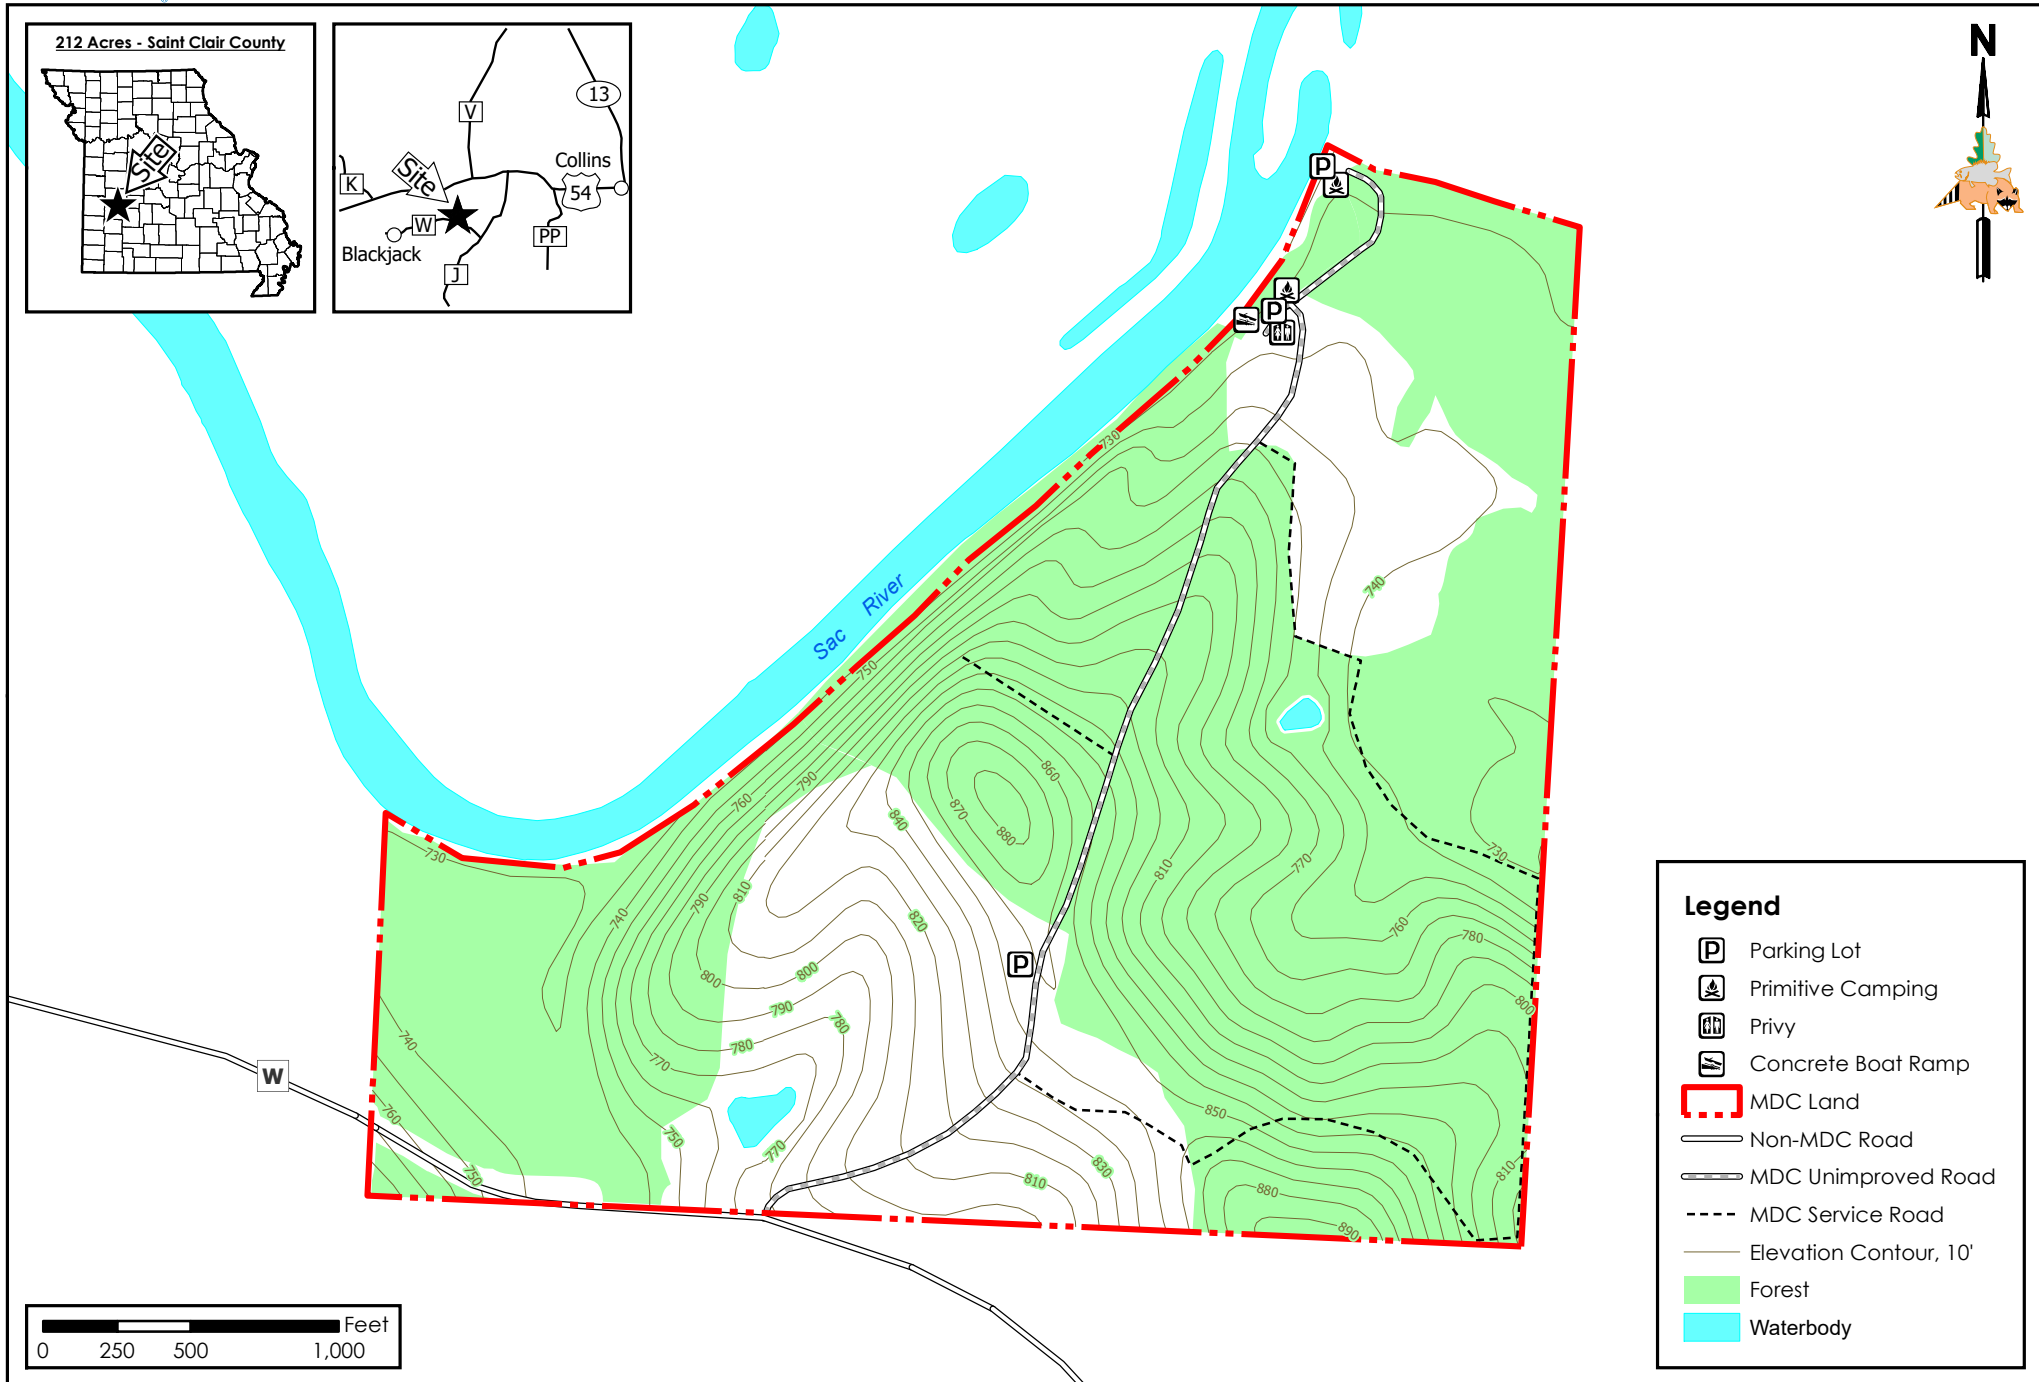 212 Acres - Saint Clair County
Site
13
V
Collins
K
Site
54
W
PP
Blackjack
J
N
P
P
730
740
Sac River
750
860
790
760
840
870
880
730
730
810
770
790
810
740
820
760
780
P
800
800
800
790
780
740
780
770
W
760
850
750
830
770
810
750
810
880
890
Legend
P Parking Lot
Primitive Camping
Privy
Concrete Boat Ramp
MDC Land
Non-MDC Road
MDC Unimproved Road
MDC Service Road
Elevation Contour, 10'
Forest
Waterbody
Feet
0 250 500 1,000